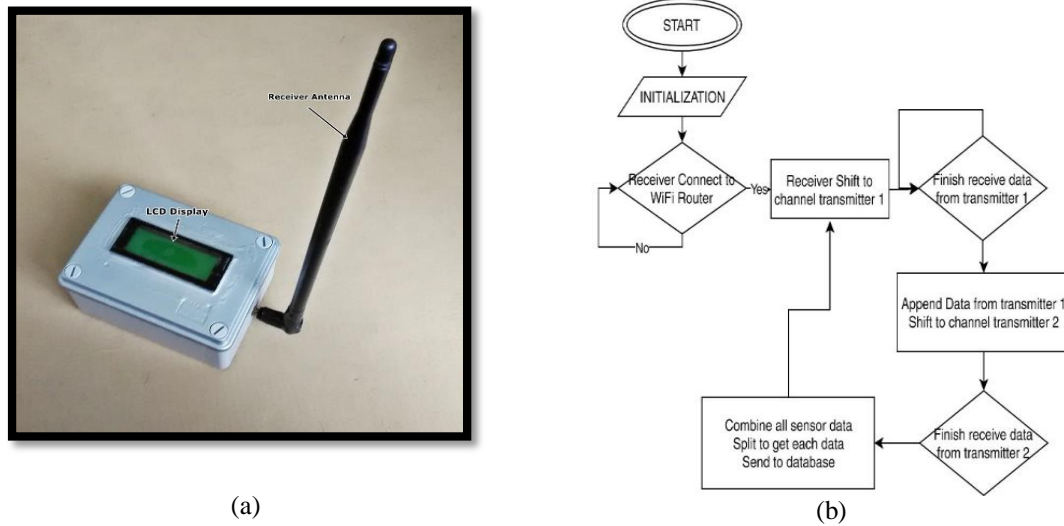 Receiver Antenna
LCD Display
(a)
START
INITIALIZATION
Receiver Connect to
WiFi Router
Yes
No
Receiver Shift to
channel transmitter 1
Finish receive data
from transmitter 1
Append Data from transmitter 1
Shift to channel transmitter 2
Finish receive data
from transmitter 2
Combine all sensor data
Split to get each data
Send to database
(b)